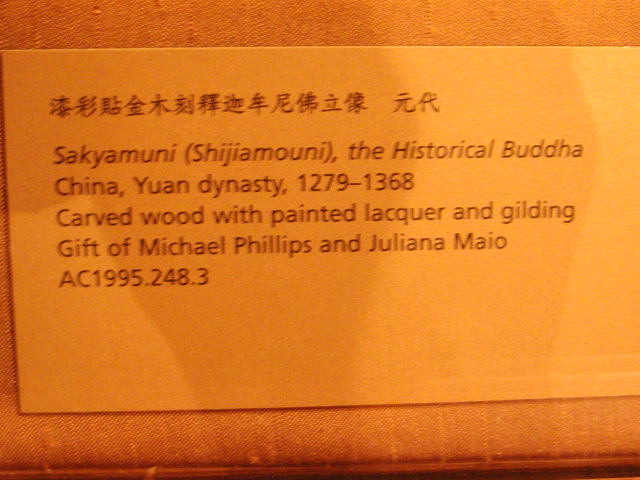 漆彩貼金木刻釋迦牟尼佛立像　元代
Sakyamuni (Shijiamouni), the Historical Buddha
China, Yuan dynasty, 1279–1368
Carved wood with painted lacquer and gilding
Gift of Michael Phillips and Juliana Maio
AC1995.248.3